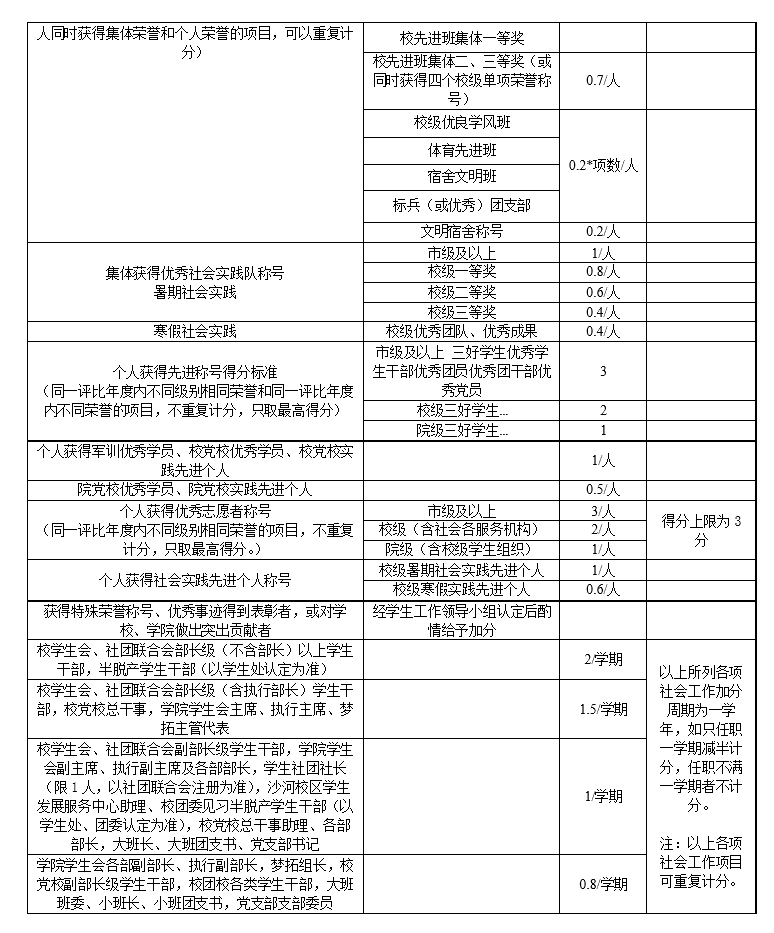 人同时获得集体荣誉和个人荣誉的项目，可以重复计
分）
校先进班集体一等奖
校先进班集体二、三等奖（或
同时获得四个校级单项荣誉称
号）
0.7/人
校级优良学风班
体育先进班
宿舍文明班
标兵（或优秀）团支部
0.2*项数/人
文明宿舍称号
0.2/人
集体获得优秀社会实践队称号
暑期社会实践
市级及以上
1/人
校级一等奖
0.8/人
校级二等奖
0.6/人
校级三等奖
0.4/人
寒假社会实践
校级优秀团队、优秀成果
0.4/人
个人获得先进称号得分标准
（同一评比年度内不同级别相同荣誉和同一评比年度
内不同荣誉的项目，不重复计分，只取最高得分）
市级及以上 三好学生优秀学
生干部优秀团员优秀团干部优
秀党员
3
校级三好学生...
2
院级三好学生...
1
个人获得军训优秀学员、校党校优秀学员、校党校实
践先进个人
1/人
院党校优秀学员、院党校实践先进个人
0.5/人
个人获得优秀志愿者称号
（同一评比年度内不同级别相同荣誉的项目，不重复
计分，只取最高得分。）
市级及以上
3/人
校级（含社会各服务机构）
2/人
院级（含校级学生组织）
1/人
得分上限为 3
分
个人获得社会实践先进个人称号
校级暑期社会实践先进个人
1/人
校级寒假实践先进个人
0.6/人
获得特殊荣誉称号、优秀事迹得到表彰者，或对学
校、学院做出突出贡献者
经学生工作领导小组认定后酌
情给予加分
校学生会、社团联合会部长级（不含部长）以上学生
干部，半脱产学生干部（以学生处认定为准）
2/学期
校学生会、社团联合会部长级（含执行部长）学生干
部，校党校总干事，学院学生会主席、执行主席、梦
拓主管代表
1.5/学期
校学生会、社团联合会副部长级学生干部，学院学生
会副主席、执行副主席及各部部长，学生社团社长
（限 1 人，以社团联合会注册为准），沙河校区学生
发展服务中心助理、校团委见习半脱产学生干部（以
学生处、团委认定为准），校党校总干事助理、各部
部长，大班长、大班团支书、党支部书记
1/学期
学院学生会各部副部长、执行副部长，梦拓组长，校
党校副部长级学生干部，校团校各类学生干部，大班
班委、小班长、小班团支书，党支部支部委员
0.8/学期
以上所列各项
社会工作加分
周期为一学
年，如只任职
一学期减半计
分，任职不满
一学期者不计
分。
注：以上各项
社会工作项目
可重复计分。